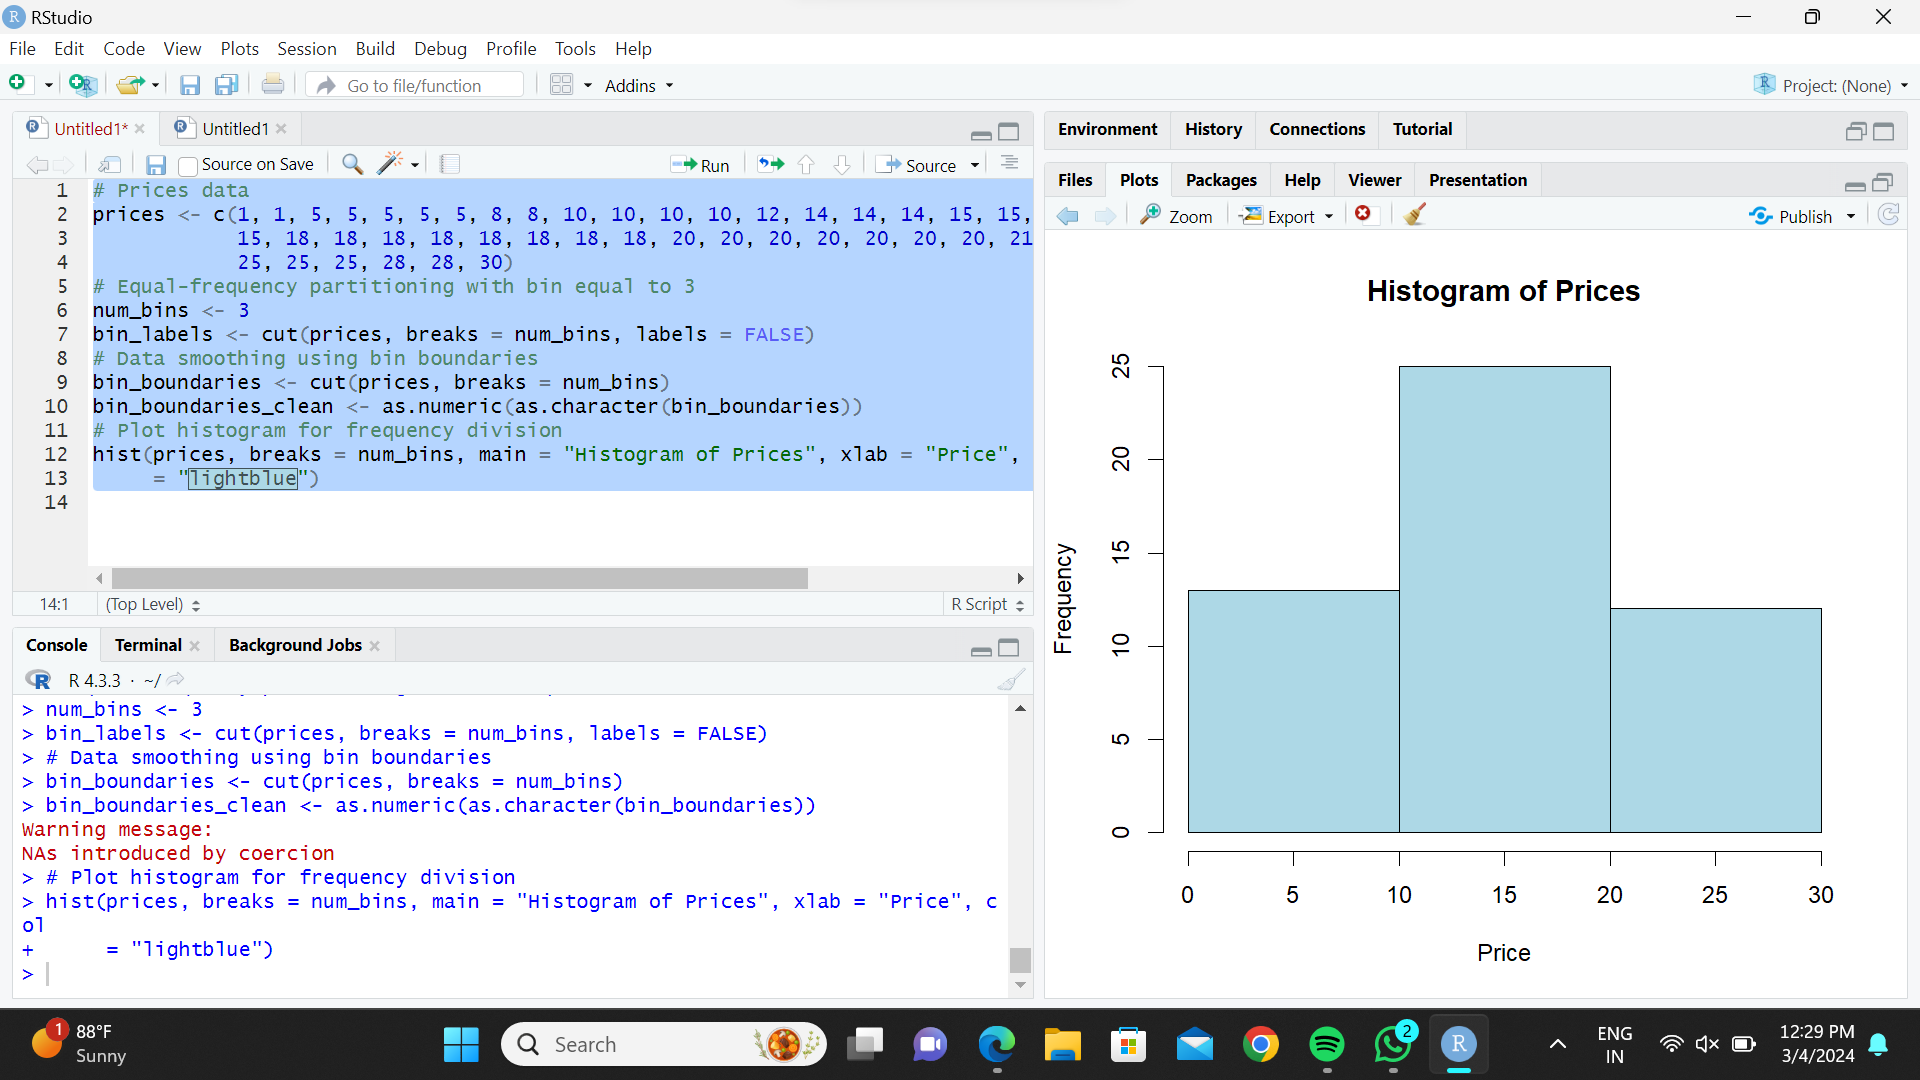 RStudio
File Edit Code View Plots Session Build Debug Profile Tools Help
Go to file/function Addins Project: (None)
Untitled1* Untitled1
Source on Save Run Source
1 # Prices data
2 prices <- c(1, 1, 5, 5, 5, 5, 5, 8, 8, 10, 10, 10, 10, 12, 14, 14, 14, 15, 15,
3 15, 18, 18, 18, 18, 18, 18, 18, 18, 20, 20, 20, 20, 20, 20, 20, 21
4 25, 25, 25, 28, 28, 30)
5 # Equal-frequency partitioning with bin equal to 3
6 num_bins <- 3
7 bin_labels <- cut(prices, breaks = num_bins, labels = FALSE)
8 # Data smoothing using bin boundaries
9 bin_boundaries <- cut(prices, breaks = num_bins)
10 bin_boundaries_clean <- as.numeric(as.character(bin_boundaries))
11 # Plot histogram for frequency division
12 hist(prices, breaks = num_bins, main = "Histogram of Prices", xlab = "Price",
13 = "lightblue")
14
14:1 (Top Level) R Script
Console Terminal Background Jobs
R 4.3.3 · ~/
> num_bins <- 3
> bin_labels <- cut(prices, breaks = num_bins, labels = FALSE)
> # Data smoothing using bin boundaries
> bin_boundaries <- cut(prices, breaks = num_bins)
> bin_boundaries_clean <- as.numeric(as.character(bin_boundaries))
Warning message:
NAs introduced by coercion
> # Plot histogram for frequency division
> hist(prices, breaks = num_bins, main = "Histogram of Prices", xlab = "Price", c
ol
+ = "lightblue")
>
Environment History Connections Tutorial
Files Plots Packages Help Viewer Presentation
Zoom Export Publish
Histogram of Prices
Frequency
25
20
15
10
5
0
0 5 10 15 20 25 30
Price
1 88°F
Sunny
Search
2
R
ENG
IN
12:29 PM
3/4/2024